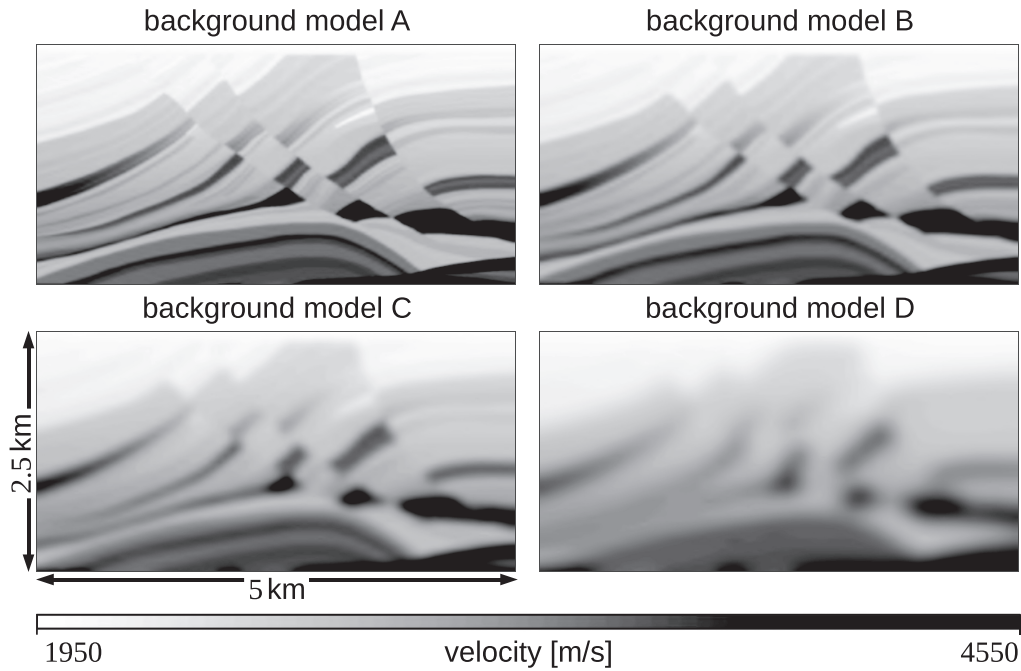 background model A
background model B
background model C
background model D
2.5 km
5 km
1950 velocity [m/s] 4550